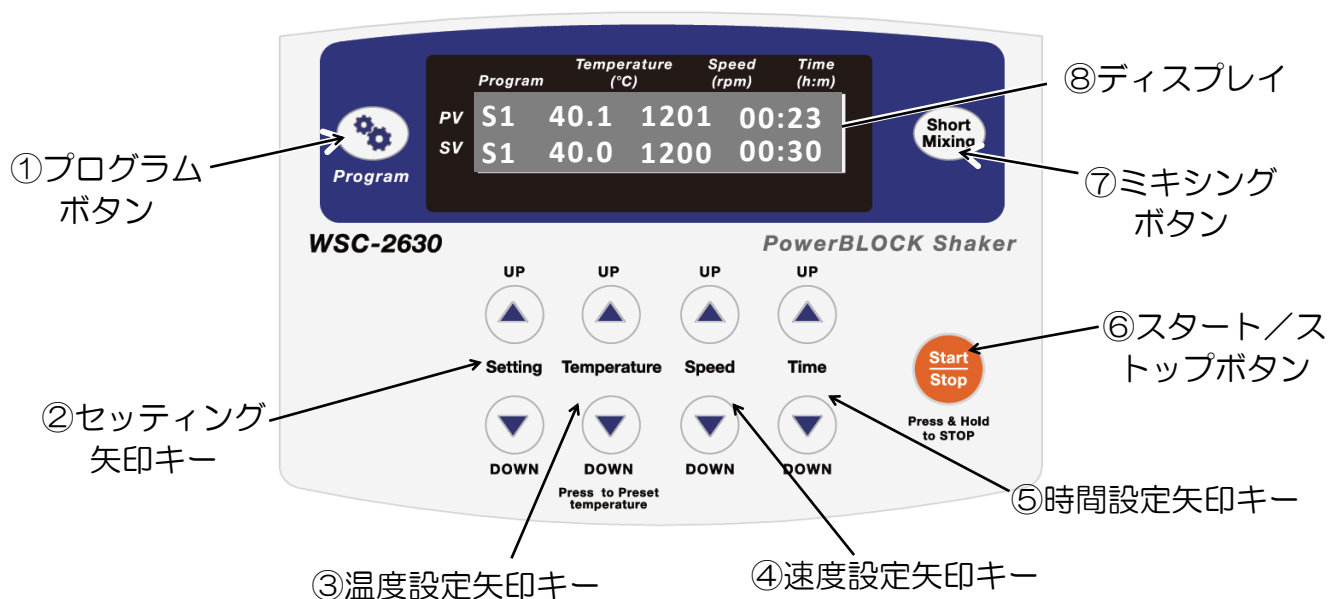 Temperature Speed Time
Program (°C) (rpm) (h:m)
PV S1 40.1 1201 00:23
SV S1 40.0 1200 00:30
Program
Short
Mixing
⑧ディスプレイ
①プログラム
ボタン
⑦ミキシング
ボタン
WSC-2630
PowerBLOCK Shaker
UP UP UP UP
Setting Temperature Speed Time
DOWN DOWN DOWN DOWN
Press to Preset
temperature
Start
Stop
Press & Hold
to STOP
⑥スタート／ス
トップボタン
②セッティング
矢印キー
⑤時間設定矢印キー
③温度設定矢印キー
④速度設定矢印キー